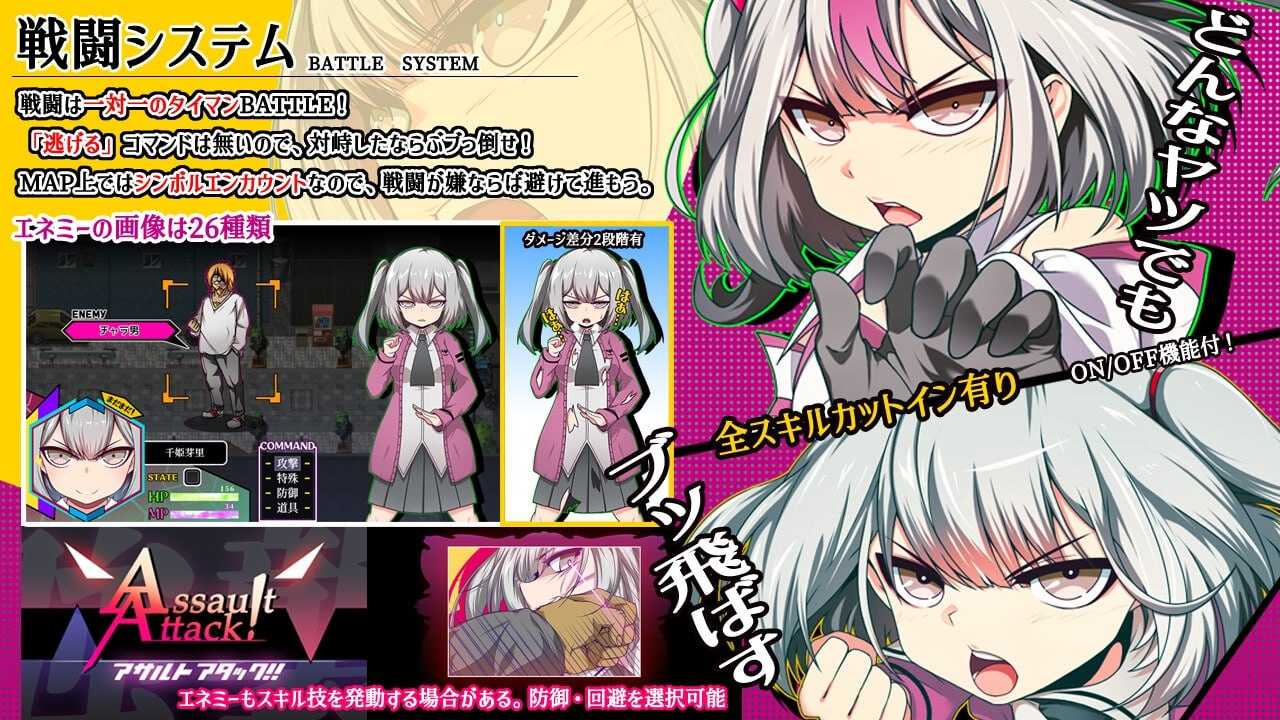 戦闘システム BATTLE SYSTEM
戦闘は一対一のタイマンBATTLE！
「逃げる」コマンドは無いので、対峙したならぶブっ倒せ！
MAP上ではシンボルエンカウントなので、戦闘が嫌ならば避けて進もう。
エネミーの画像は26種類
ENEMY
チャラ男
まだまだ！
千姫芽里
STATE
HP 156
MP 34
COMMAND
攻撃
特殊
防御
道具
ダメージ差分2段階有
はぁ
はぁ
どんなヤツでも
ブッ飛ばす
全スキルカットイン有り
ON/OFF機能付！
Assault
Attack!
アサルトアタック!!
エネミーもスキル技を発動する場合がある。防御・回避を選択可能